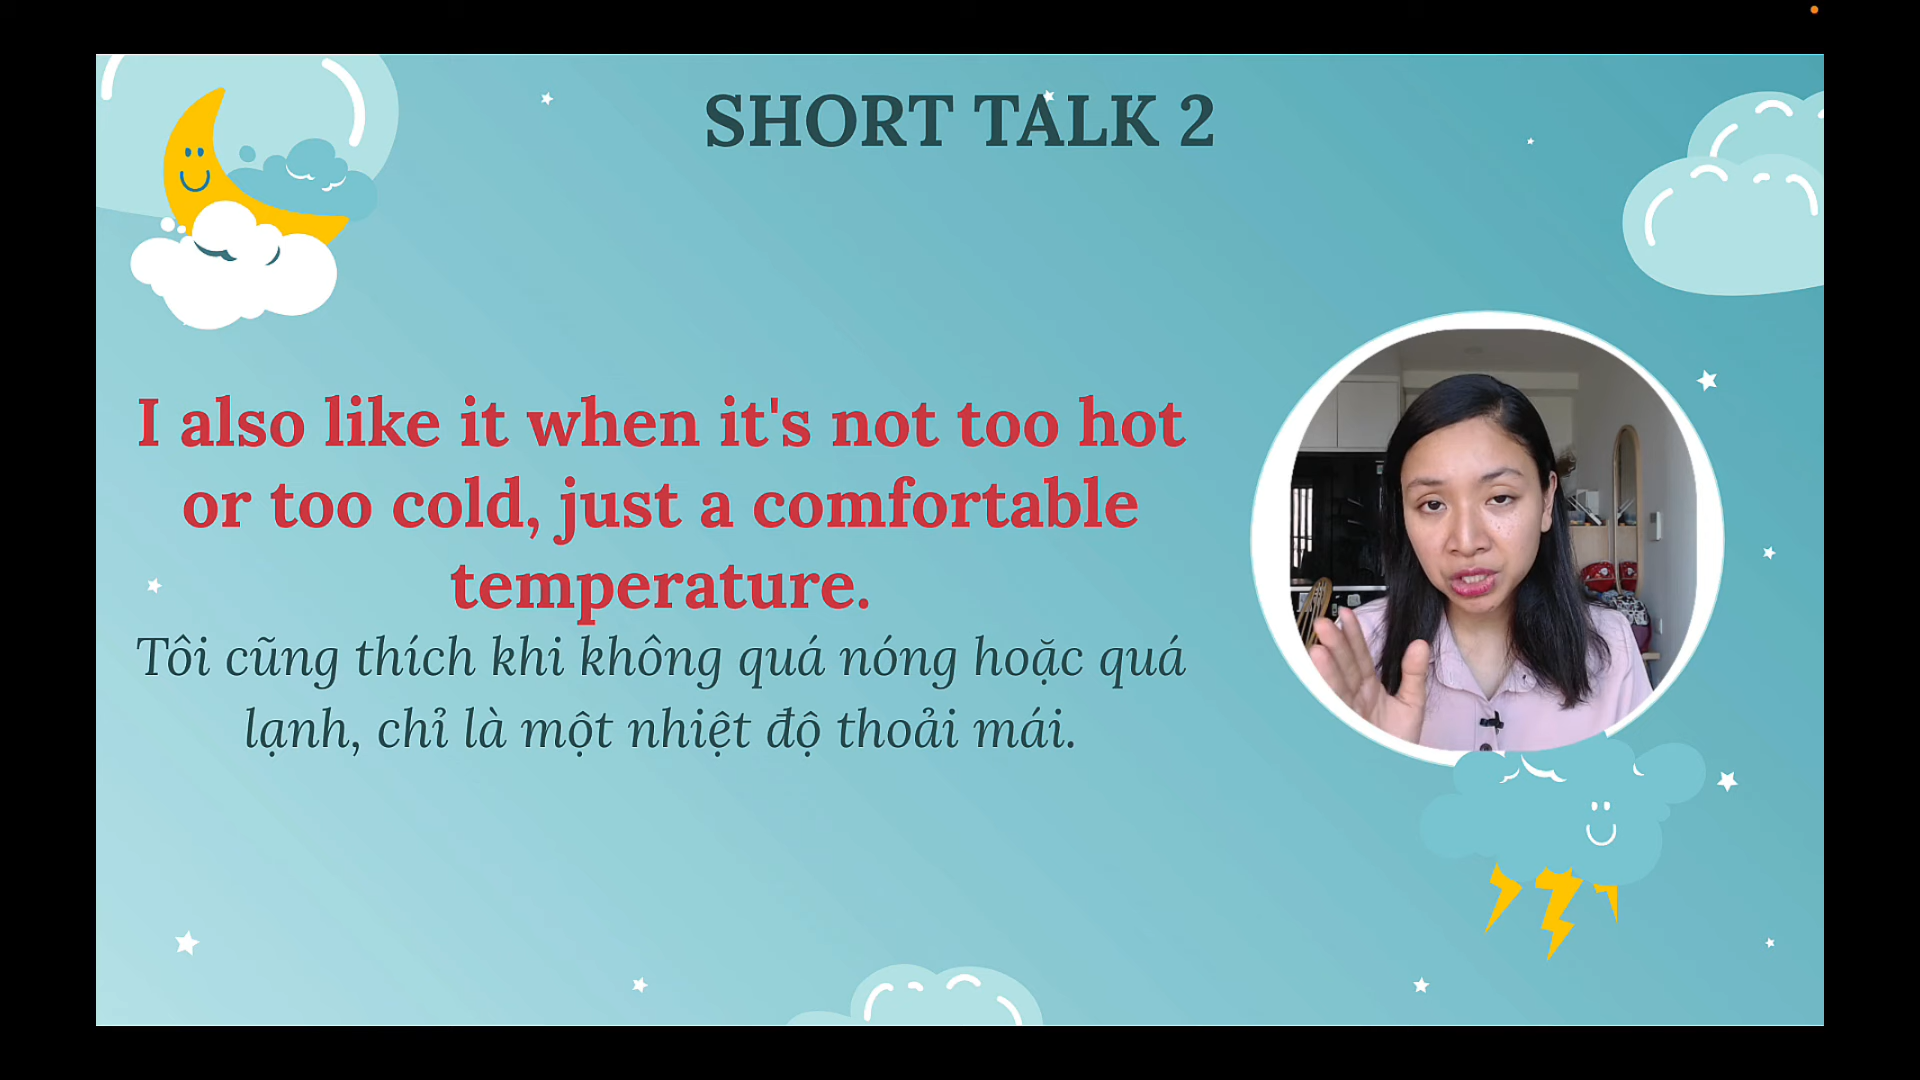 SHORT TALK 2
I also like it when it's not too hot
or too cold, just a comfortable
temperature.
Tôi cũng thích khi không quá nóng hoặc quá
lạnh, chỉ là một nhiệt độ thoải mái.